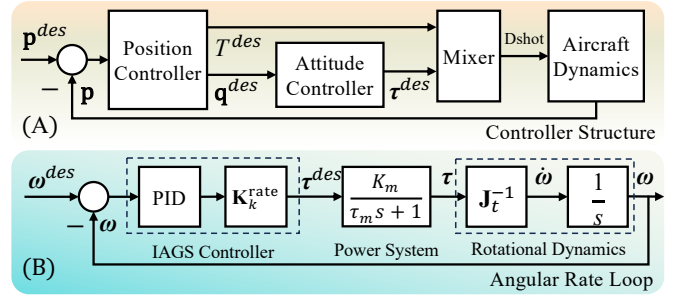 𝐩^{des}
−
𝐩
Position
Controller
T^{des}
𝐪^{des}
Attitude
Controller
𝝉^{des}
Mixer
Dshot
Aircraft
Dynamics
(A)
Controller Structure
𝝎^{des}
−
𝝎
PID
𝐊_k^{rate}
IAGS Controller
𝝉^{des}
K_m
τ_m s + 1
Power System
𝝉
𝐉_t^{−1}
𝝎̇
1
s
Rotational Dynamics
𝝎
(B)
Angular Rate Loop